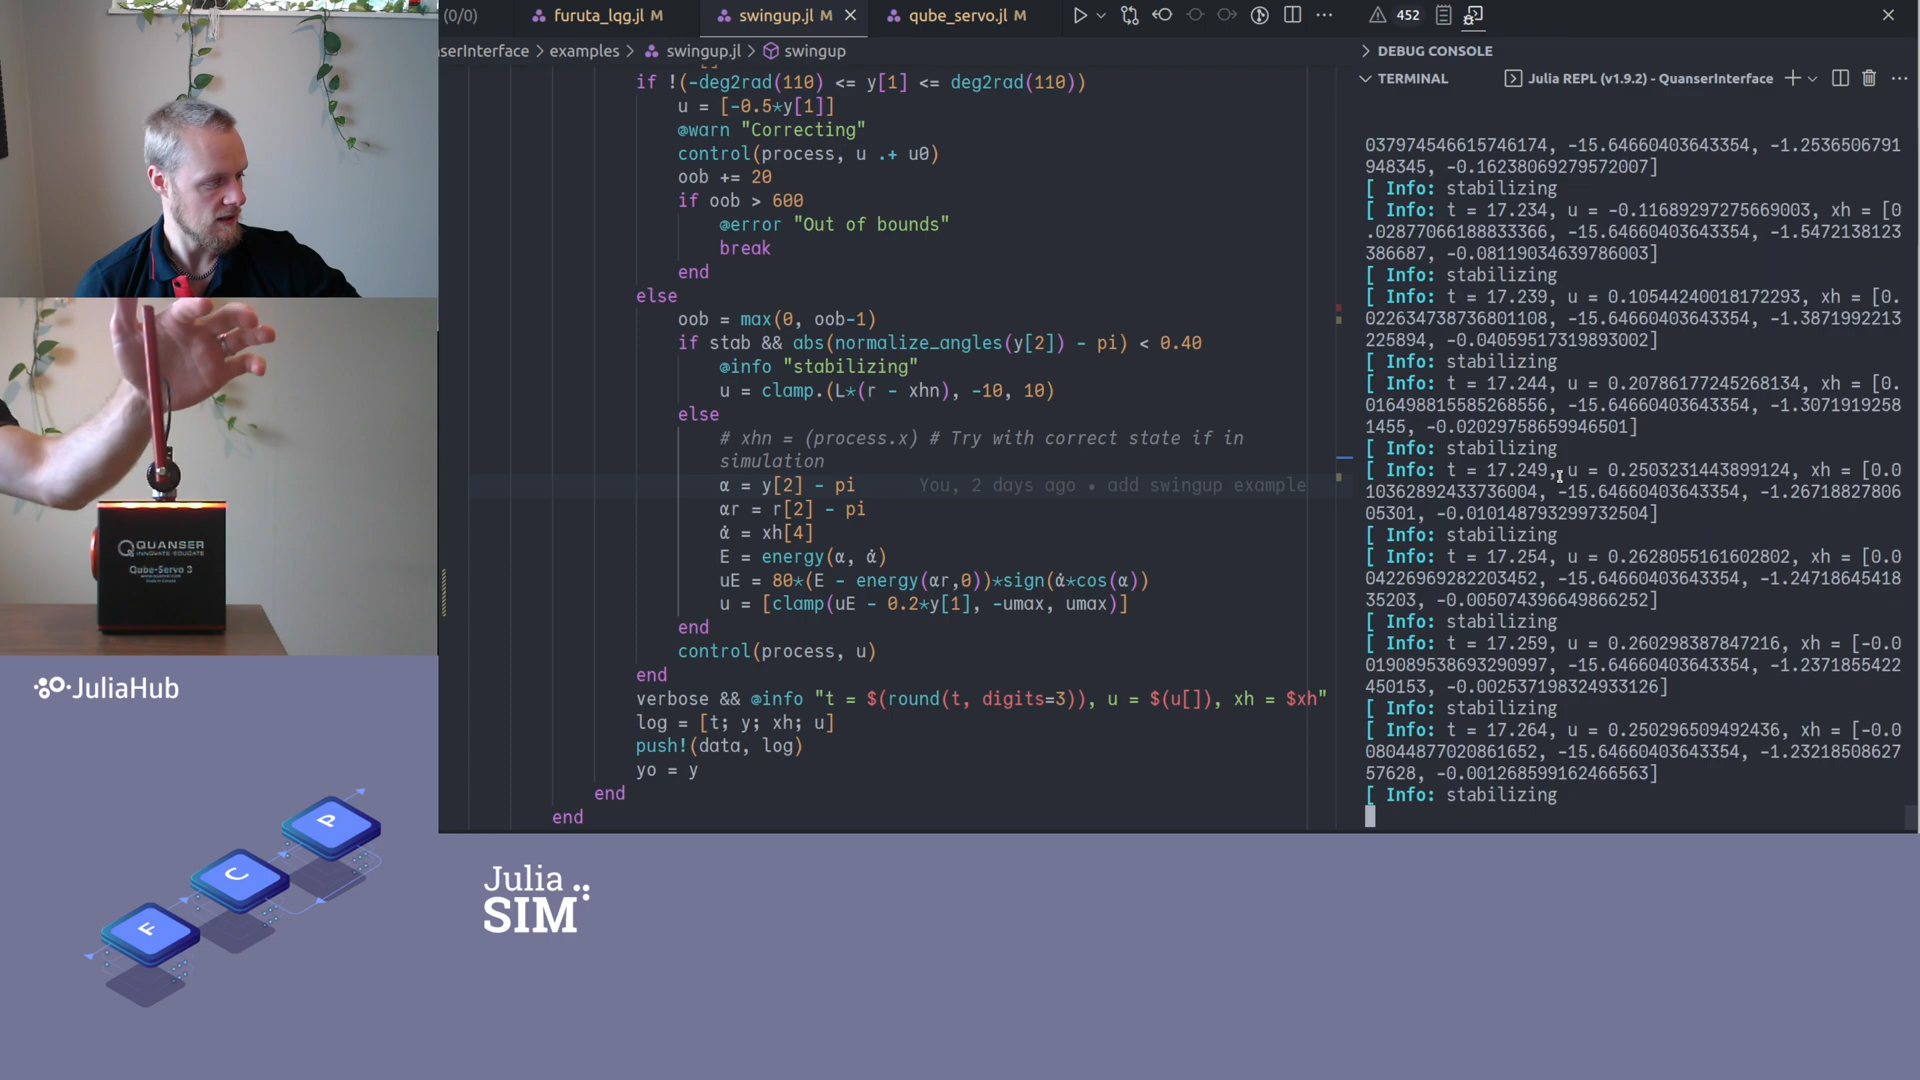 (0/0)
furuta_lqg.jl M
swingup.jl M
qube_servo.jl M
452
serInterface > examples > swingup.jl > swingup
if !(-deg2rad(110) <= y[1] <= deg2rad(110))
u = [-0.5*y[1]]
@warn "Correcting"
control(process, u .+ u0)
oob += 20
if oob > 600
@error "Out of bounds"
break
end
else
oob = max(0, oob-1)
if stab && abs(normalize_angles(y[2]) - pi) < 0.40
@info "stabilizing"
u = clamp.(L*(r - xhn), -10, 10)
else
# xhn = (process.x) # Try with correct state if in
simulation
α = y[2] - pi
You, 2 days ago • add swingup example
αr = r[2] - pi
α̇ = xh[4]
E = energy(α, α̇)
uE = 80*(E - energy(αr,0))*sign(α̇*cos(α))
u = [clamp(uE - 0.2*y[1], -umax, umax)]
end
control(process, u)
end
verbose && @info "t = $(round(t, digits=3)), u = $(u[]), xh = $xh"
log = [t; y; xh; u]
push!(data, log)
yo = y
end
end
DEBUG CONSOLE
TERMINAL
Julia REPL (v1.9.2) - QuanserInterface
037974546615746174, -15.64660403643354, -1.2536506791
948345, -0.16238069279572007]
[ Info: stabilizing
[ Info: t = 17.234, u = -0.11689297275669003, xh = [0
.02877066188833366, -15.64660403643354, -1.5472138123
386687, -0.08119034639786003]
[ Info: stabilizing
[ Info: t = 17.239, u = 0.10544240018172293, xh = [0.
022634738736801108, -15.64660403643354, -1.3871992213
225894, -0.04059517319893002]
[ Info: stabilizing
[ Info: t = 17.244, u = 0.20786177245268134, xh = [0.
016498815585268556, -15.64660403643354, -1.3071919258
1455, -0.02029758659946501]
[ Info: stabilizing
[ Info: t = 17.249, u = 0.2503231443899124, xh = [0.0
10362892433736004, -15.64660403643354, -1.26718827806
05301, -0.010148793299732504]
[ Info: stabilizing
[ Info: t = 17.254, u = 0.2628055161602802, xh = [0.0
04226969282203452, -15.64660403643354, -1.24718645418
35203, -0.005074396649866252]
[ Info: stabilizing
[ Info: t = 17.259, u = 0.260298387847216, xh = [-0.0
019089538693290997, -15.64660403643354, -1.2371855422
450153, -0.002537198324933126]
[ Info: stabilizing
[ Info: t = 17.264, u = 0.250296509492436, xh = [-0.0
08044877020861652, -15.64660403643354, -1.23218508627
57628, -0.001268599162466563]
[ Info: stabilizing
QUANSER
INNOVATE EDUCATE
Qube-Servo 3
JuliaHub
P
C
F
Julia
SIM